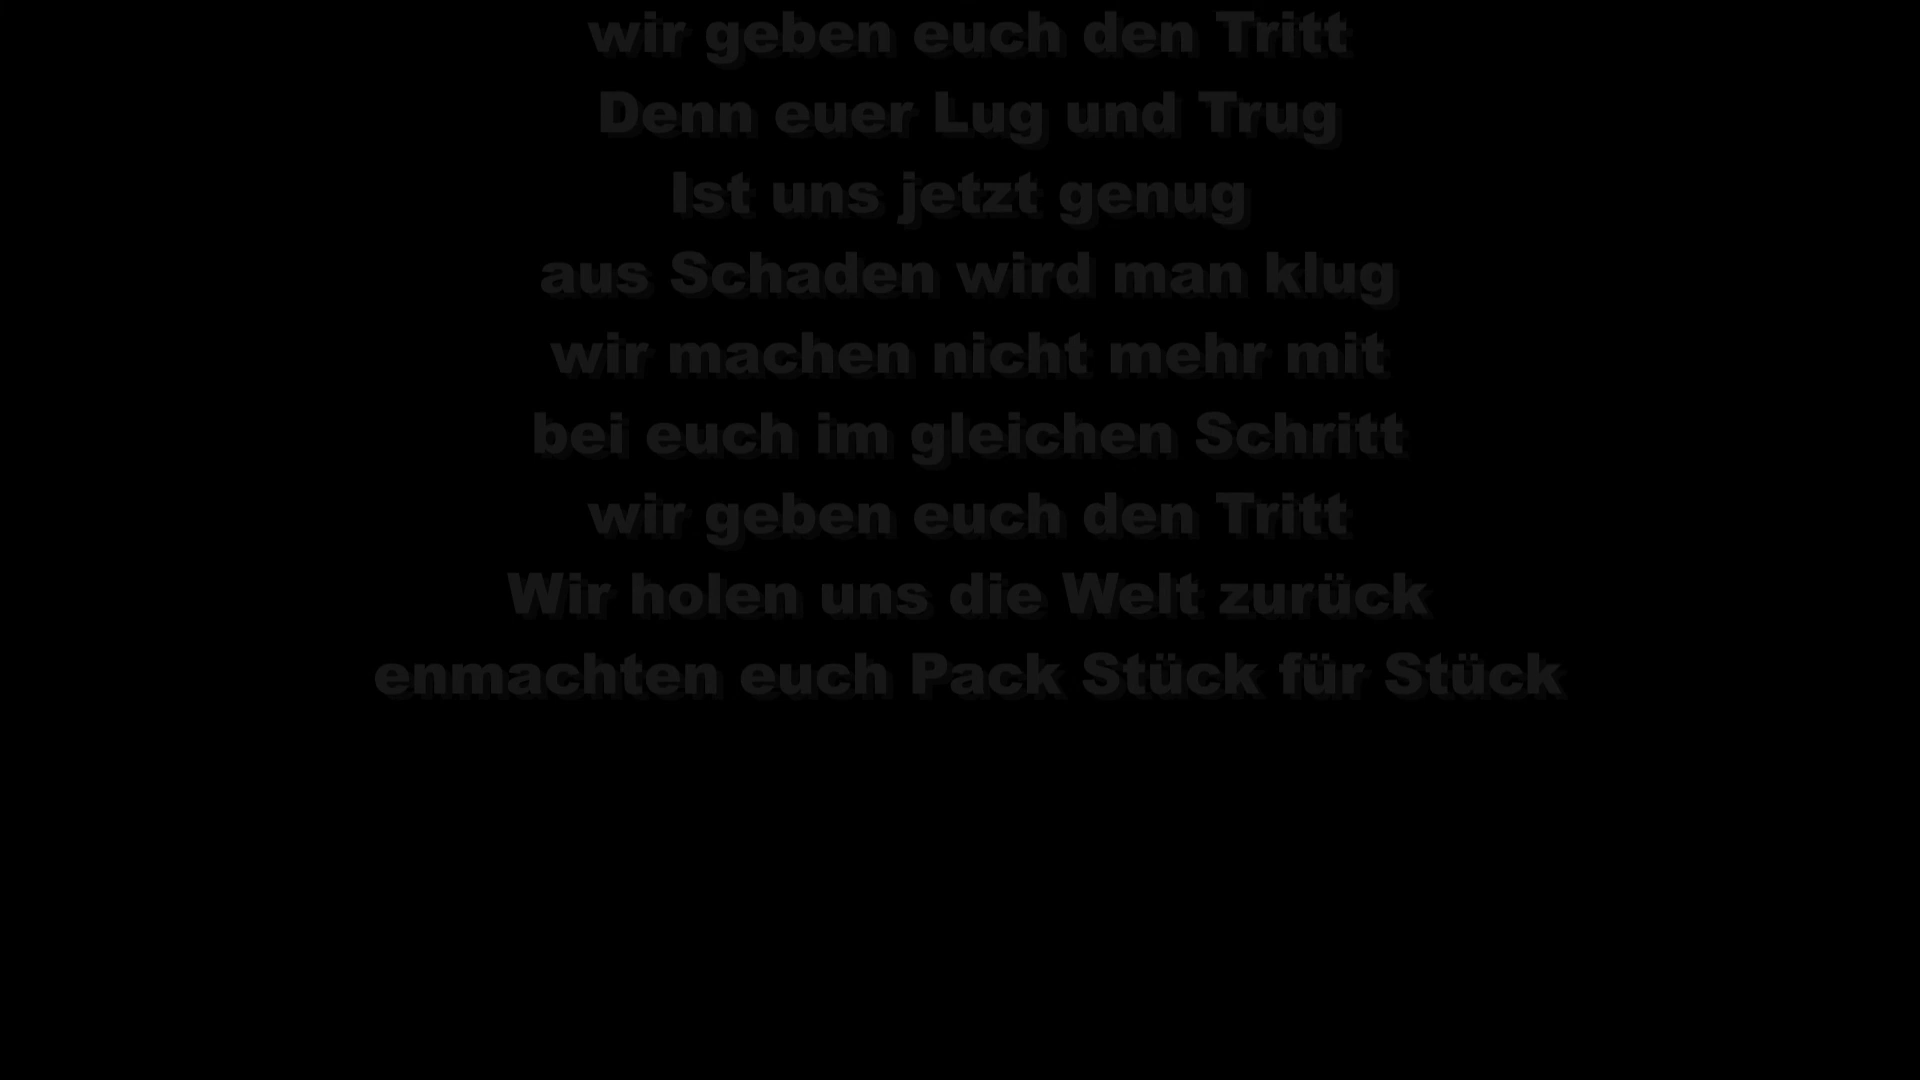 wir geben euch den Tritt
Denn euer Lug und Trug
Ist uns jetzt genug
aus Schaden wird man klug
wir machen nicht mehr mit
bei euch im gleichen Schritt
wir geben euch den Tritt
Wir holen uns die Welt zurück
enmachten euch Pack Stück für Stück